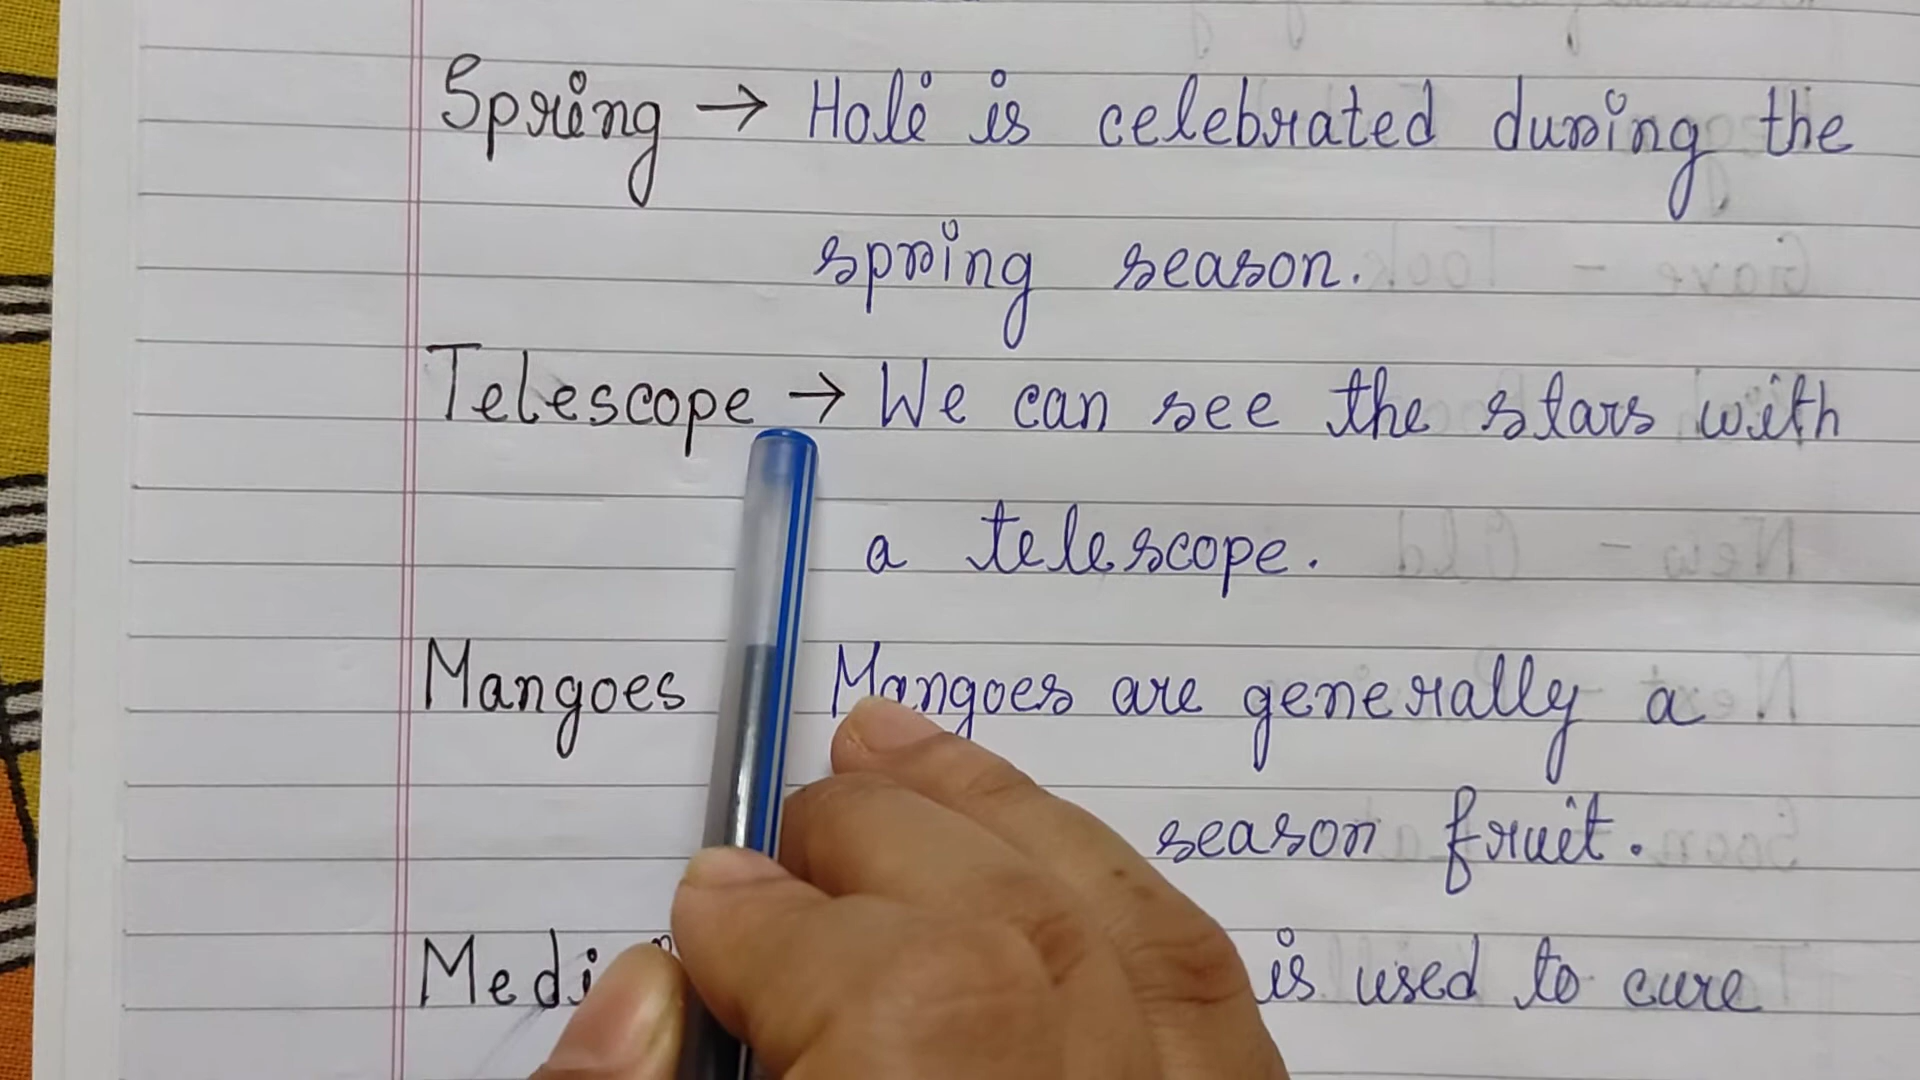 Spring → Holi is celebrated during the
spring season.
Telescope → We can see the stars with
a telescope.
Mangoes Mangoes are generally a
season fruit.
is used to cure